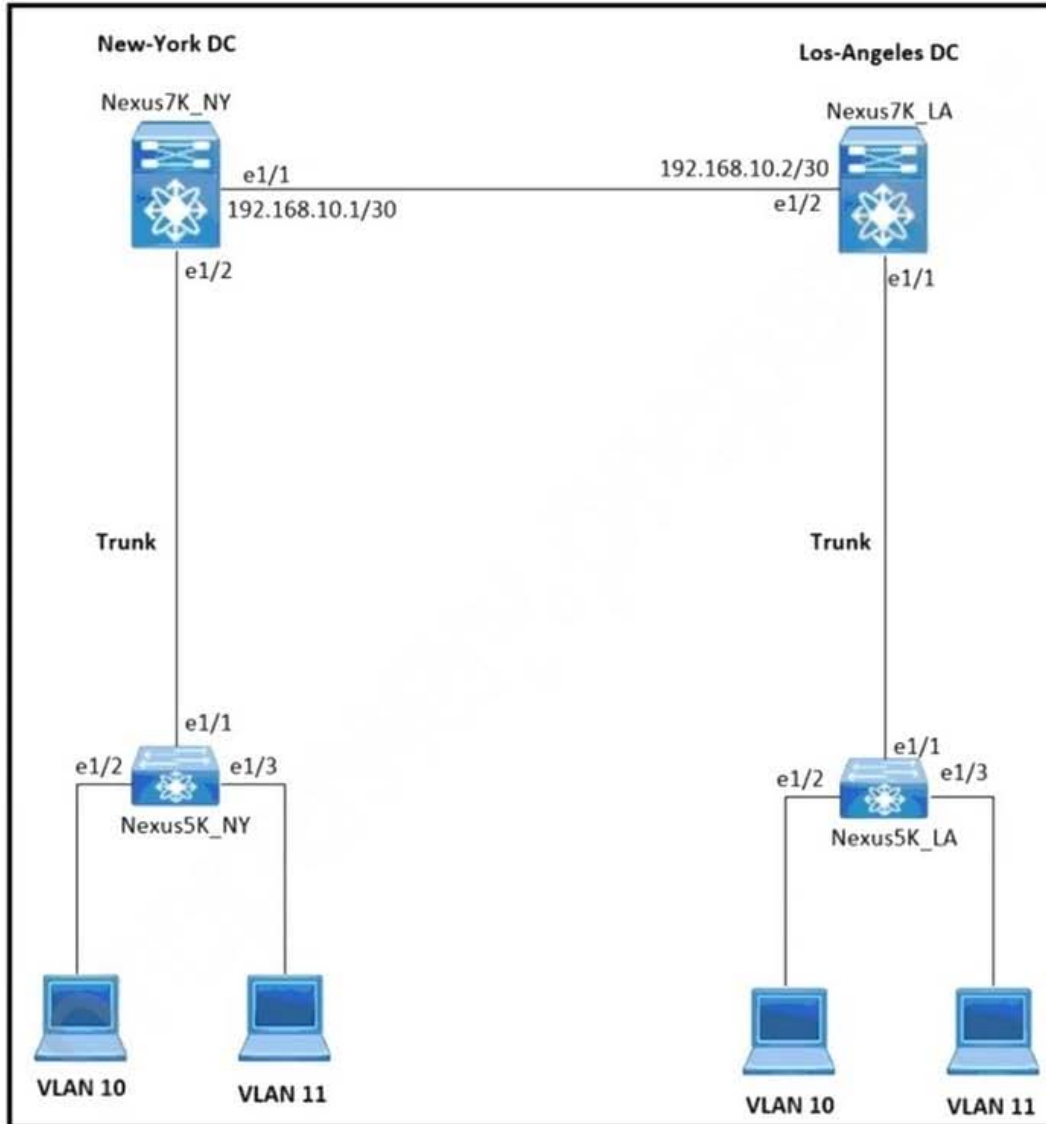 New-York DC
Los-Angeles DC
Nexus7K_NY
Nexus7K_LA
e1/1
192.168.10.2/30
192.168.10.1/30
e1/2
e1/2
e1/1
Trunk
Trunk
e1/1
e1/2
e1/3
Nexus5K_NY
e1/1
e1/2
e1/3
Nexus5K_LA
VLAN 10
VLAN 11
VLAN 10
VLAN 11